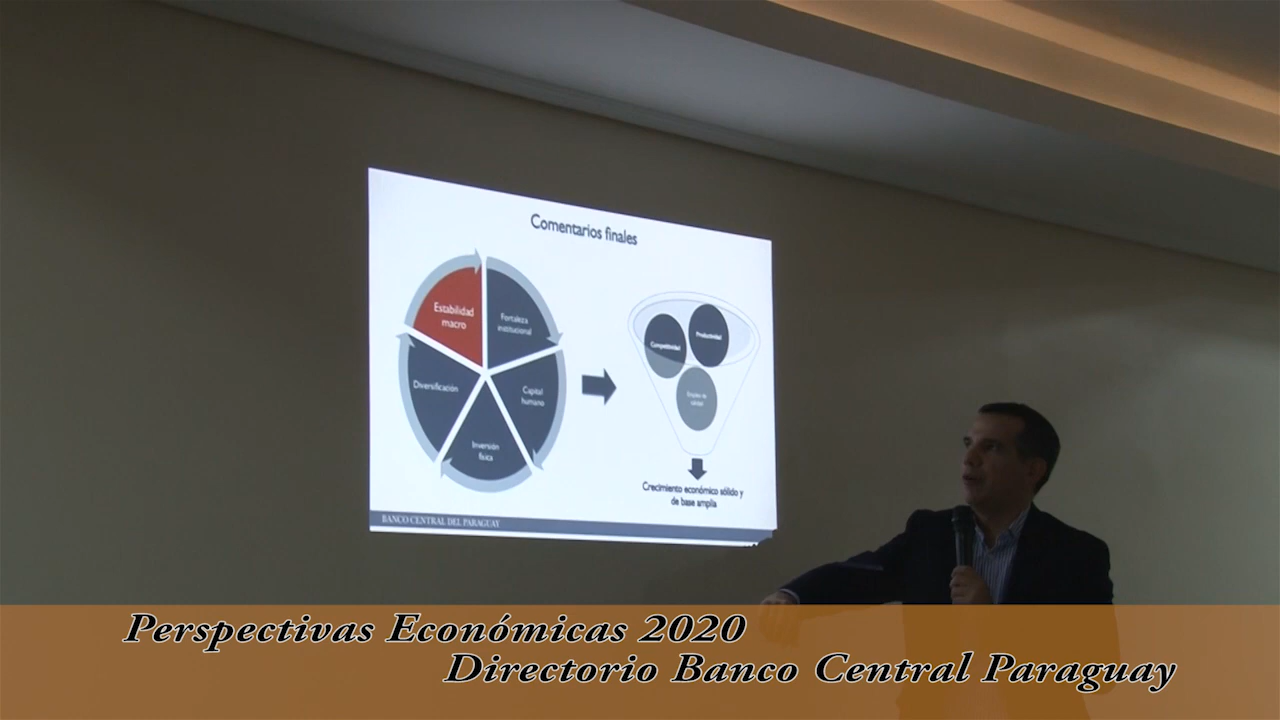 Comentarios finales
Estabilidad
macro
Fortaleza
institucional
Diversificación
Capital
humano
Inversión
física
Competitividad
Productividad
Empleo de
calidad
Crecimiento económico sólido y
de base amplia
BANCO CENTRAL DEL PARAGUAY
Perspectivas Económicas 2020
Directorio Banco Central Paraguay